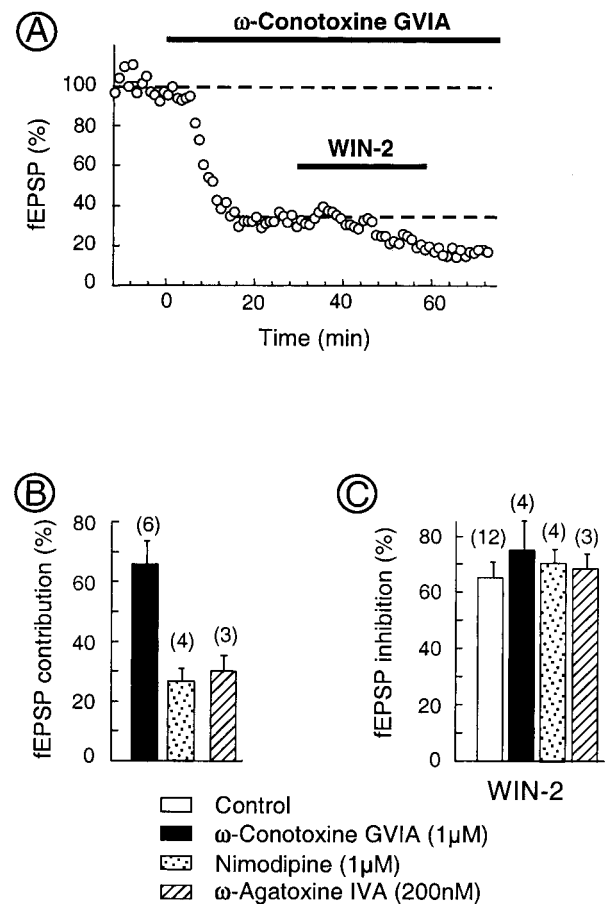 A
ω-Conotoxine GVIA
100
80
60
40
20
0
fEPSP (%)
WIN-2
0 20 40 60
Time (min)
B
80
60
40
20
0
fEPSP contribution (%)
(6)
(4)
(3)
C
80
60
40
20
0
fEPSP inhibition (%)
(12)
(4)
(4)
(3)
WIN-2
Control
ω-Conotoxine GVIA (1µM)
Nimodipine (1µM)
ω-Agatoxine IVA (200nM)